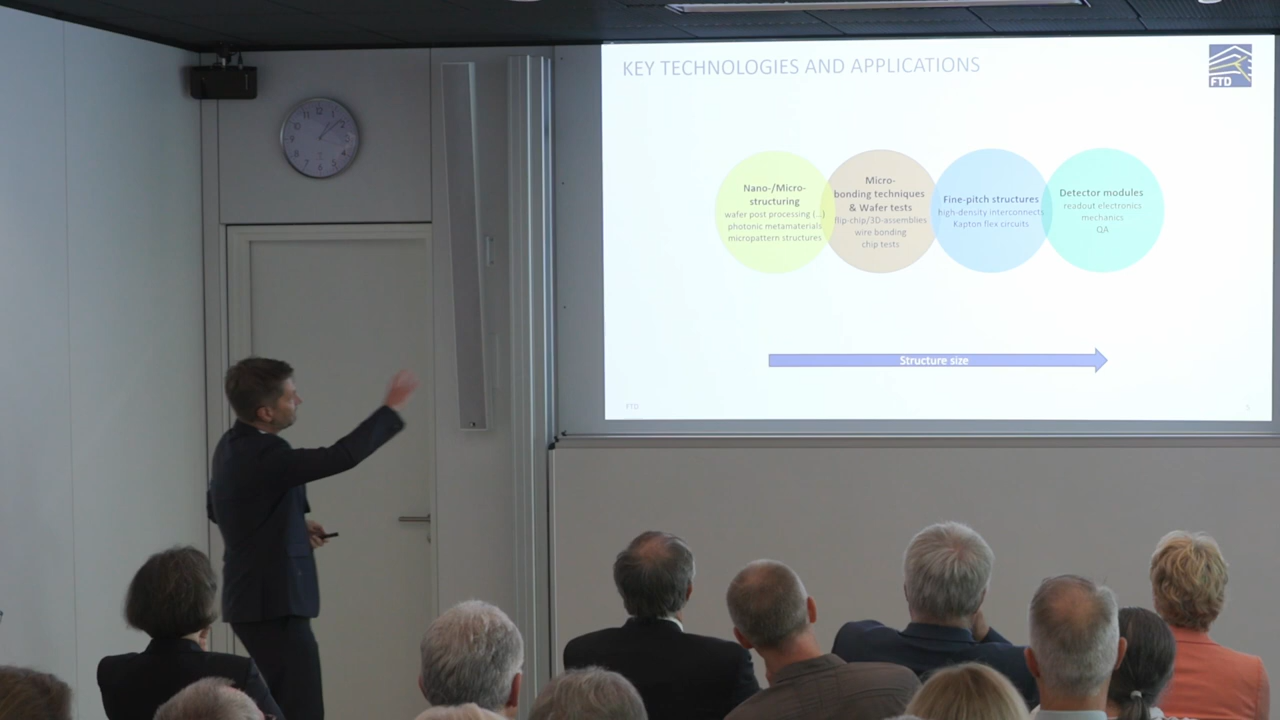 KEY TECHNOLOGIES AND APPLICATIONS
FTD
Nano-/Micro-
structuring
wafer post processing (...)
photonic metamaterials
micropattern structures
Micro-
bonding techniques
& Wafer tests
flip-chip/3D-assemblies
wire bonding
chip tests
Fine-pitch structures
high-density interconnects
Kapton flex circuits
Detector modules
readout electronics
mechanics
QA
Structure size
FTD